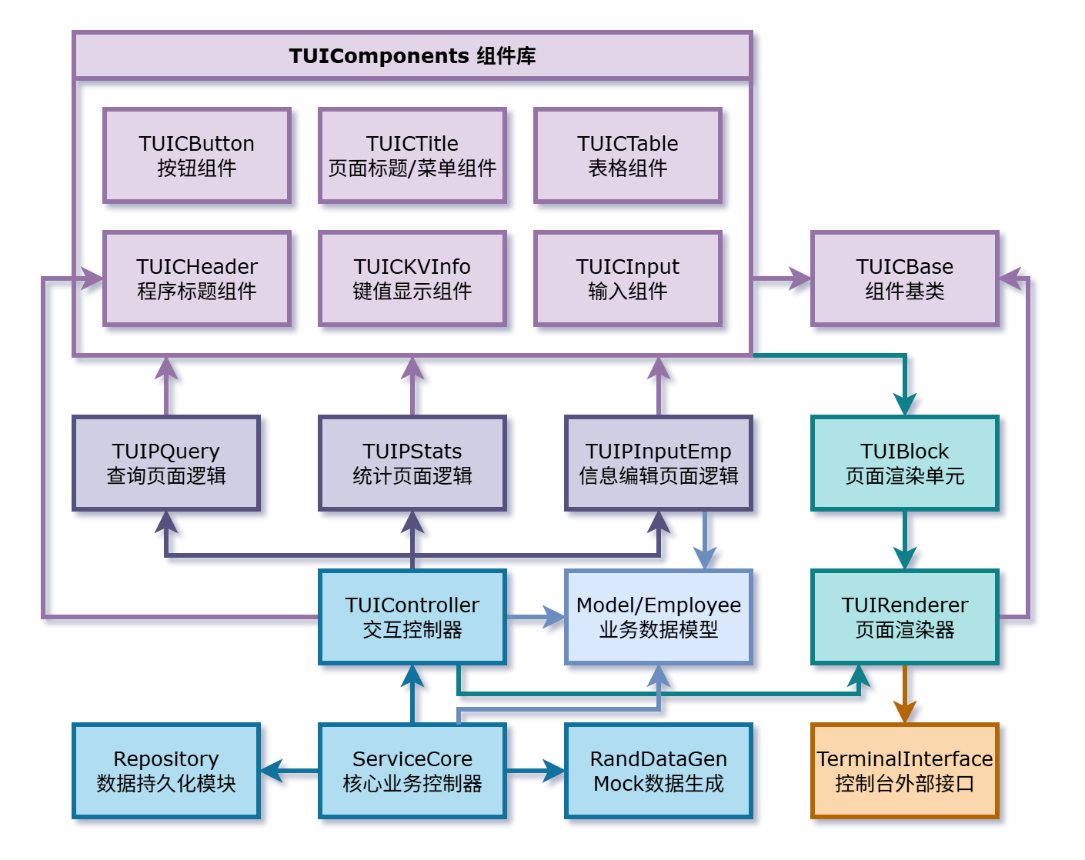 TUIComponents 组件库
TUICButton
按钮组件
TUICTitle
页面标题/菜单组件
TUICTable
表格组件
TUICHeader
程序标题组件
TUICKVInfo
键值显示组件
TUICInput
输入组件
TUICBase
组件基类
TUIPQuery
查询页面逻辑
TUIPStats
统计页面逻辑
TUIPInputEmp
信息编辑页面逻辑
TUIBlock
页面渲染单元
TUIController
交互控制器
Model/Employee
业务数据模型
TUIRenderer
页面渲染器
Repository
数据持久化模块
ServiceCore
核心业务控制器
RandDataGen
Mock数据生成
TerminalInterface
控制台外部接口